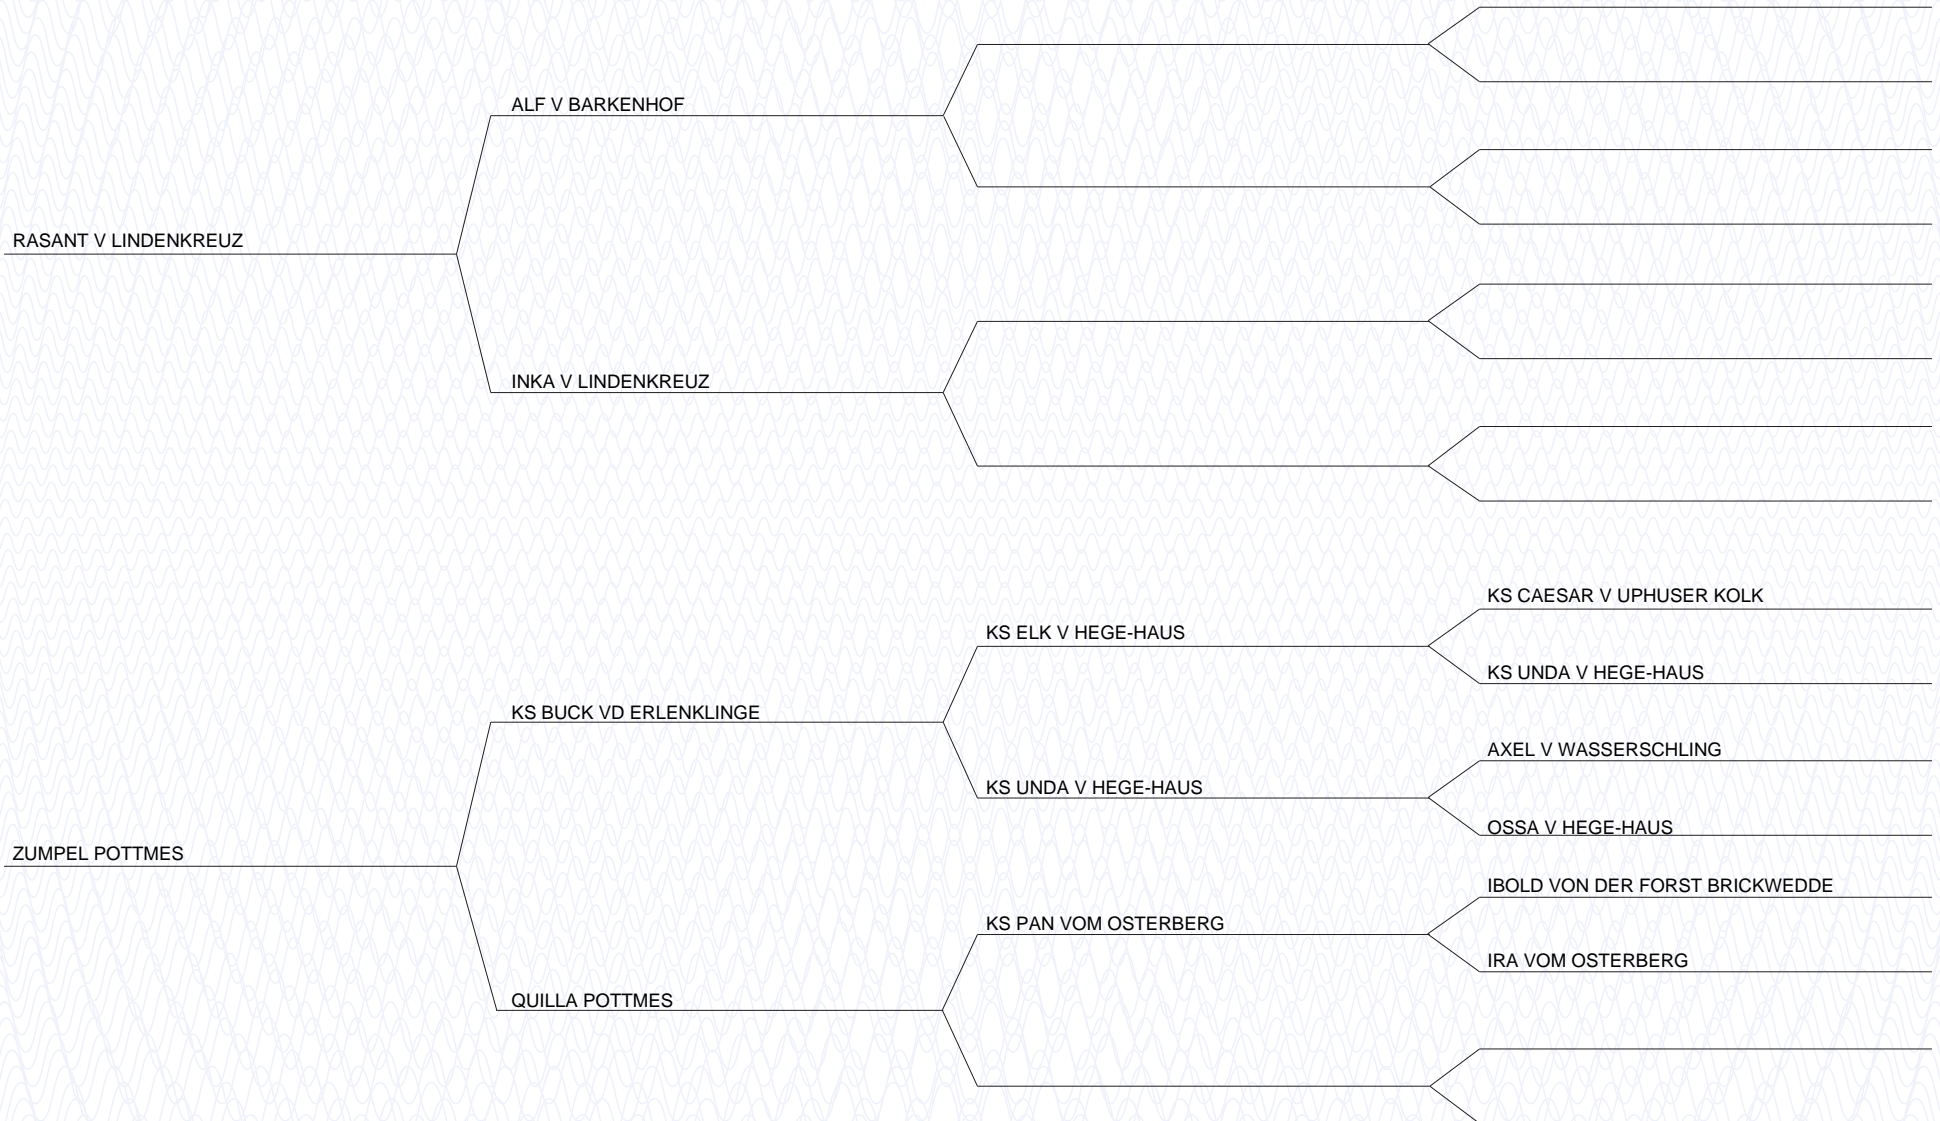 ALF V BARKENHOF
RASANT V LINDENKREUZ
INKA V LINDENKREUZ
KS CAESAR V UPHUSER KOLK
KS ELK V HEGE-HAUS
KS UNDA V HEGE-HAUS
KS BUCK VD ERLENKLINGE
AXEL V WASSERSCHLING
KS UNDA V HEGE-HAUS
OSSA V HEGE-HAUS
ZUMPEL POTTMES
IBOLD VON DER FORST BRICKWEDDE
KS PAN VOM OSTERBERG
IRA VOM OSTERBERG
QUILLA POTTMES